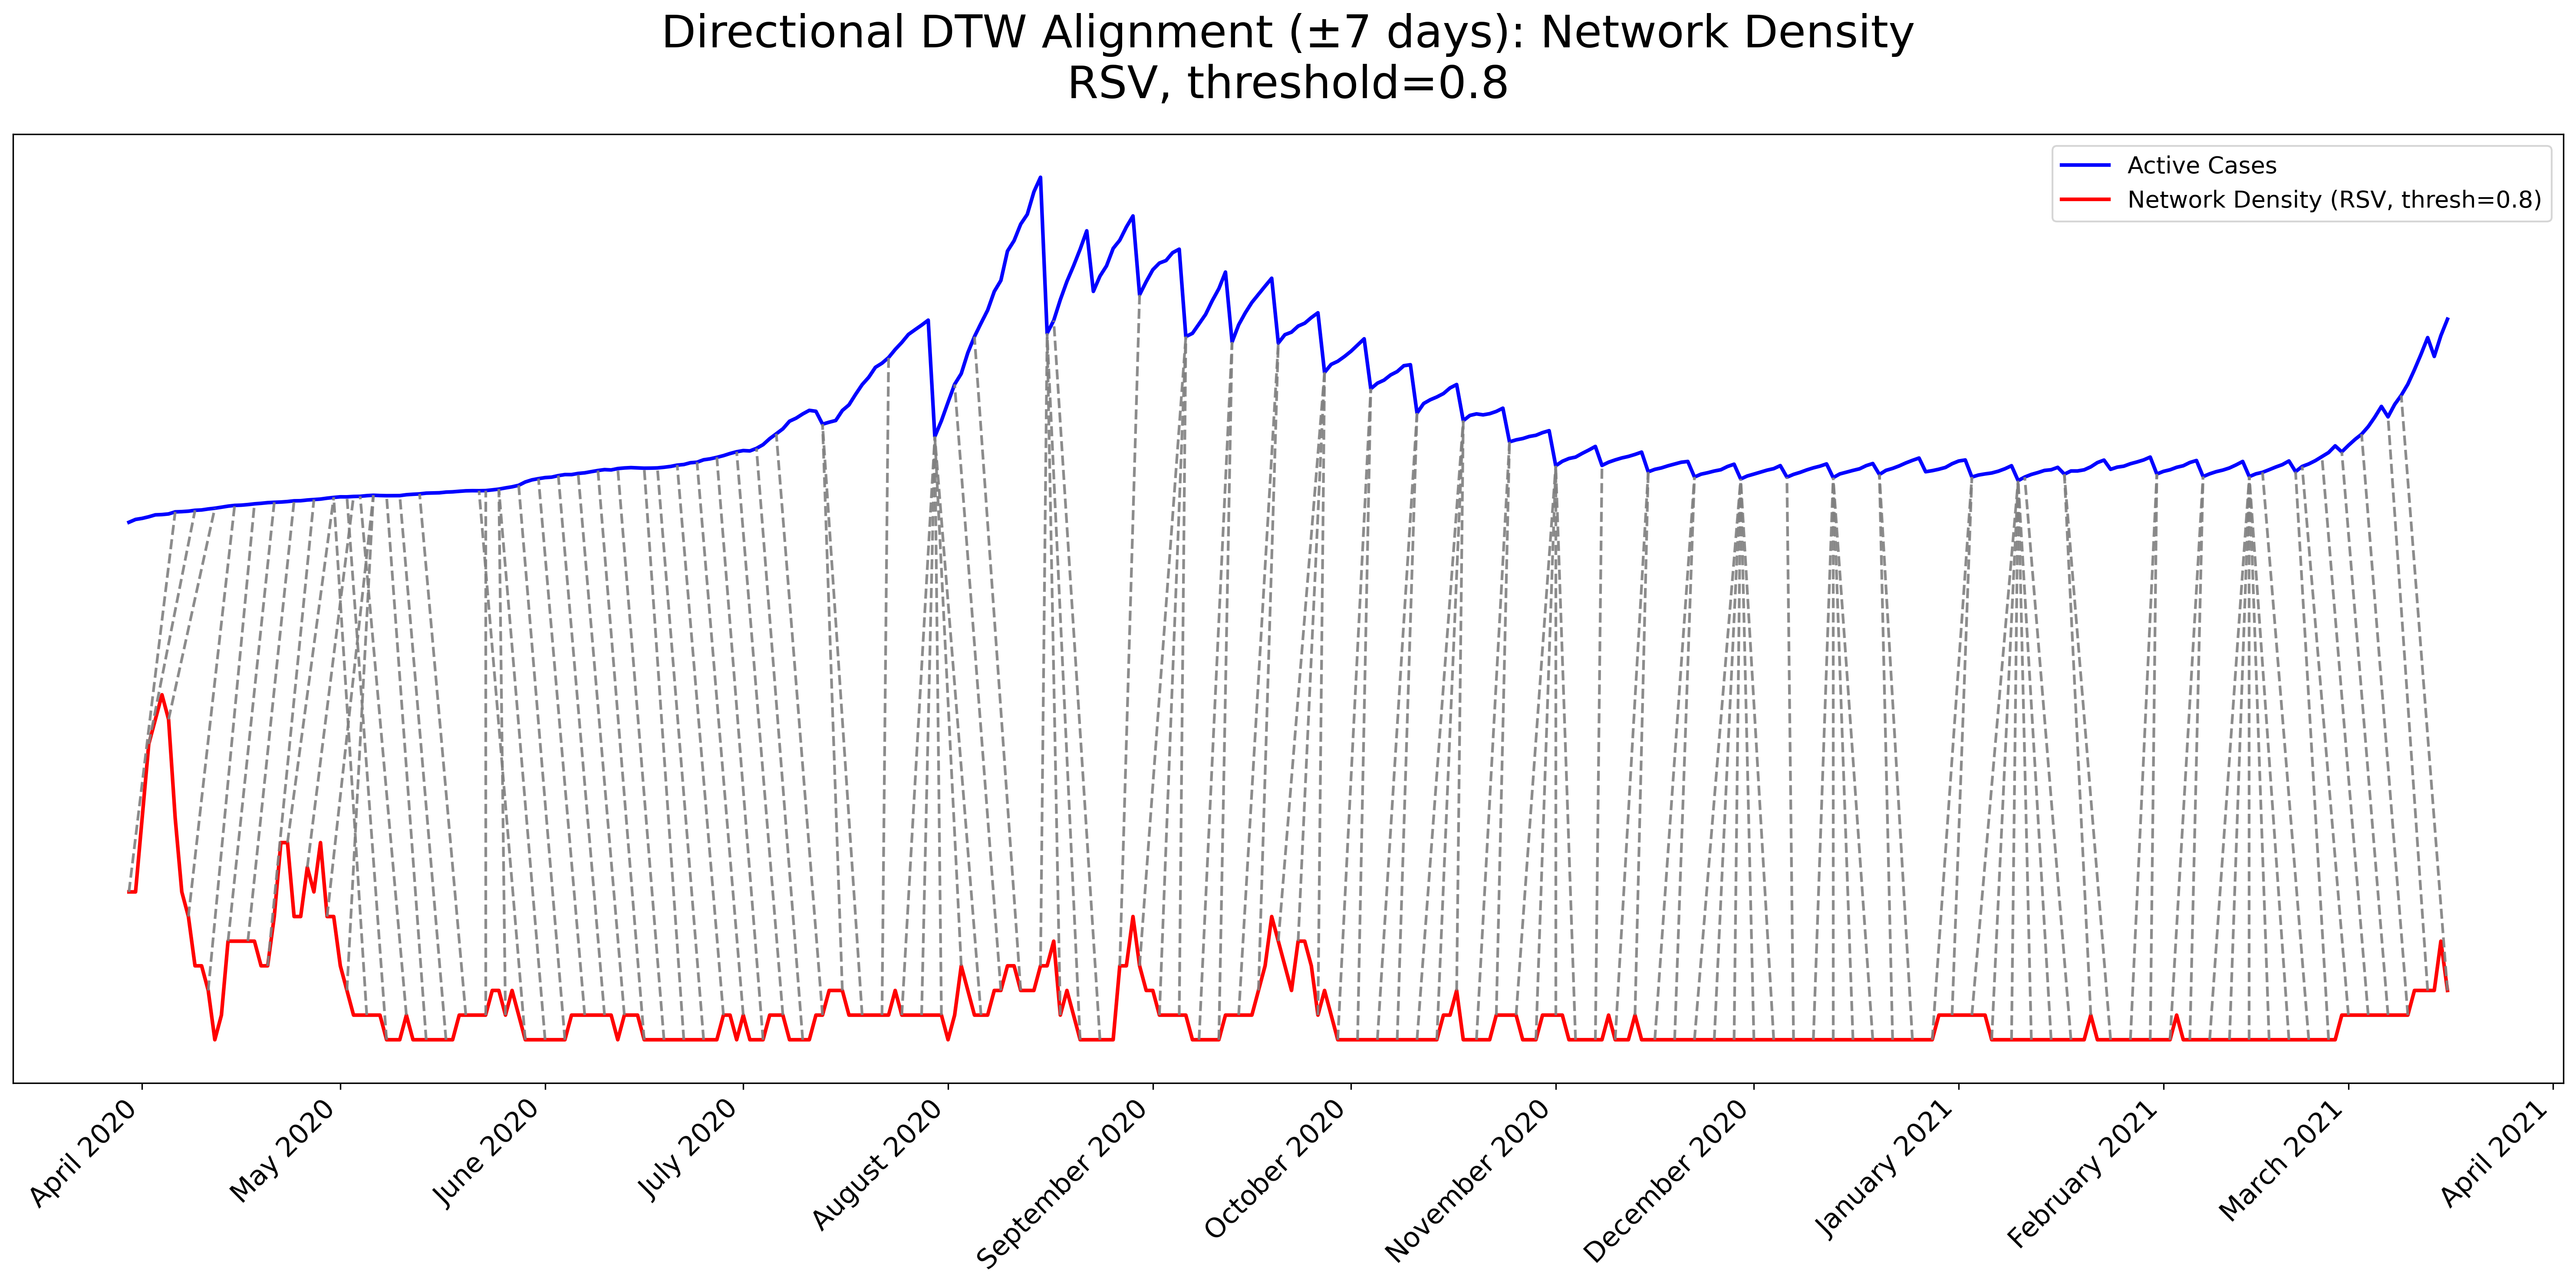 Directional DTW Alignment (±7 days): Network Density
RSV, threshold=0.8
Active Cases
Network Density (RSV, thresh=0.8)
April 2020
May 2020
June 2020
July 2020
August 2020
September 2020
October 2020
November 2020
December 2020
January 2021
February 2021
March 2021
April 2021